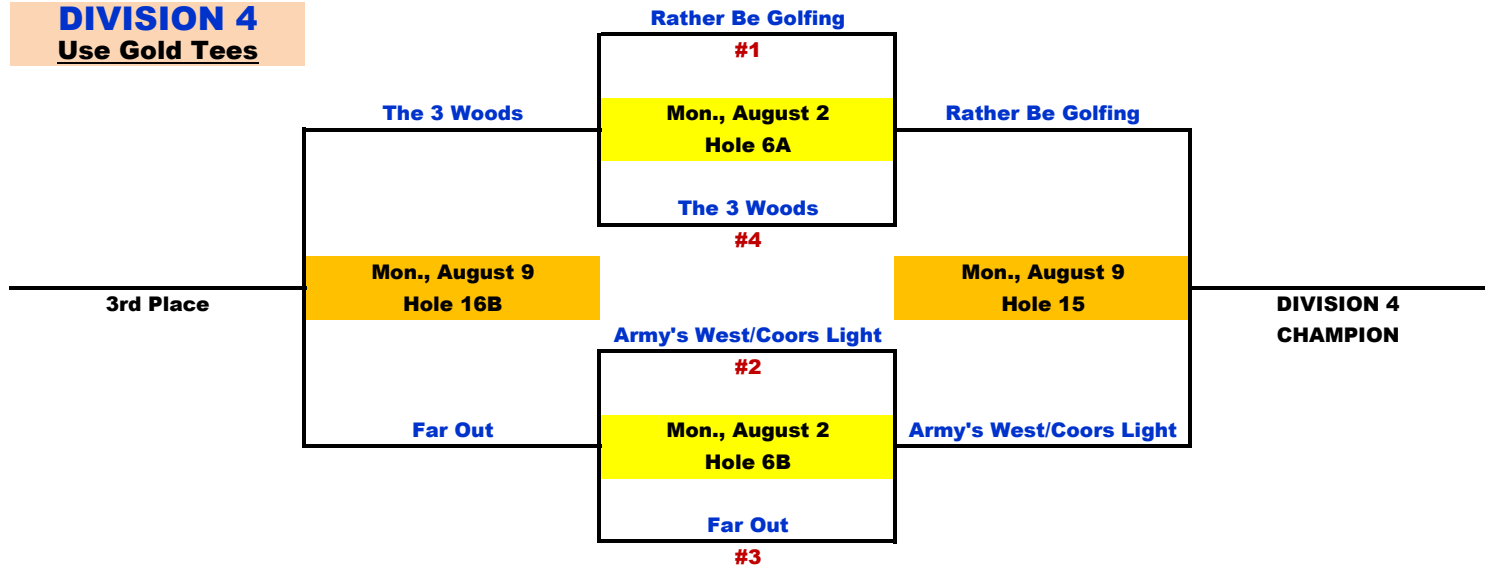 DIVISION 4
Use Gold Tees
Rather Be Golfing
#1
The 3 Woods
Mon., August 2
Hole 6A
Rather Be Golfing
The 3 Woods
#4
Mon., August 9
Hole 16B
Mon., August 9
Hole 15
3rd Place
DIVISION 4
CHAMPION
Army's West/Coors Light
#2
Far Out
Mon., August 2
Hole 6B
Army's West/Coors Light
Far Out
#3